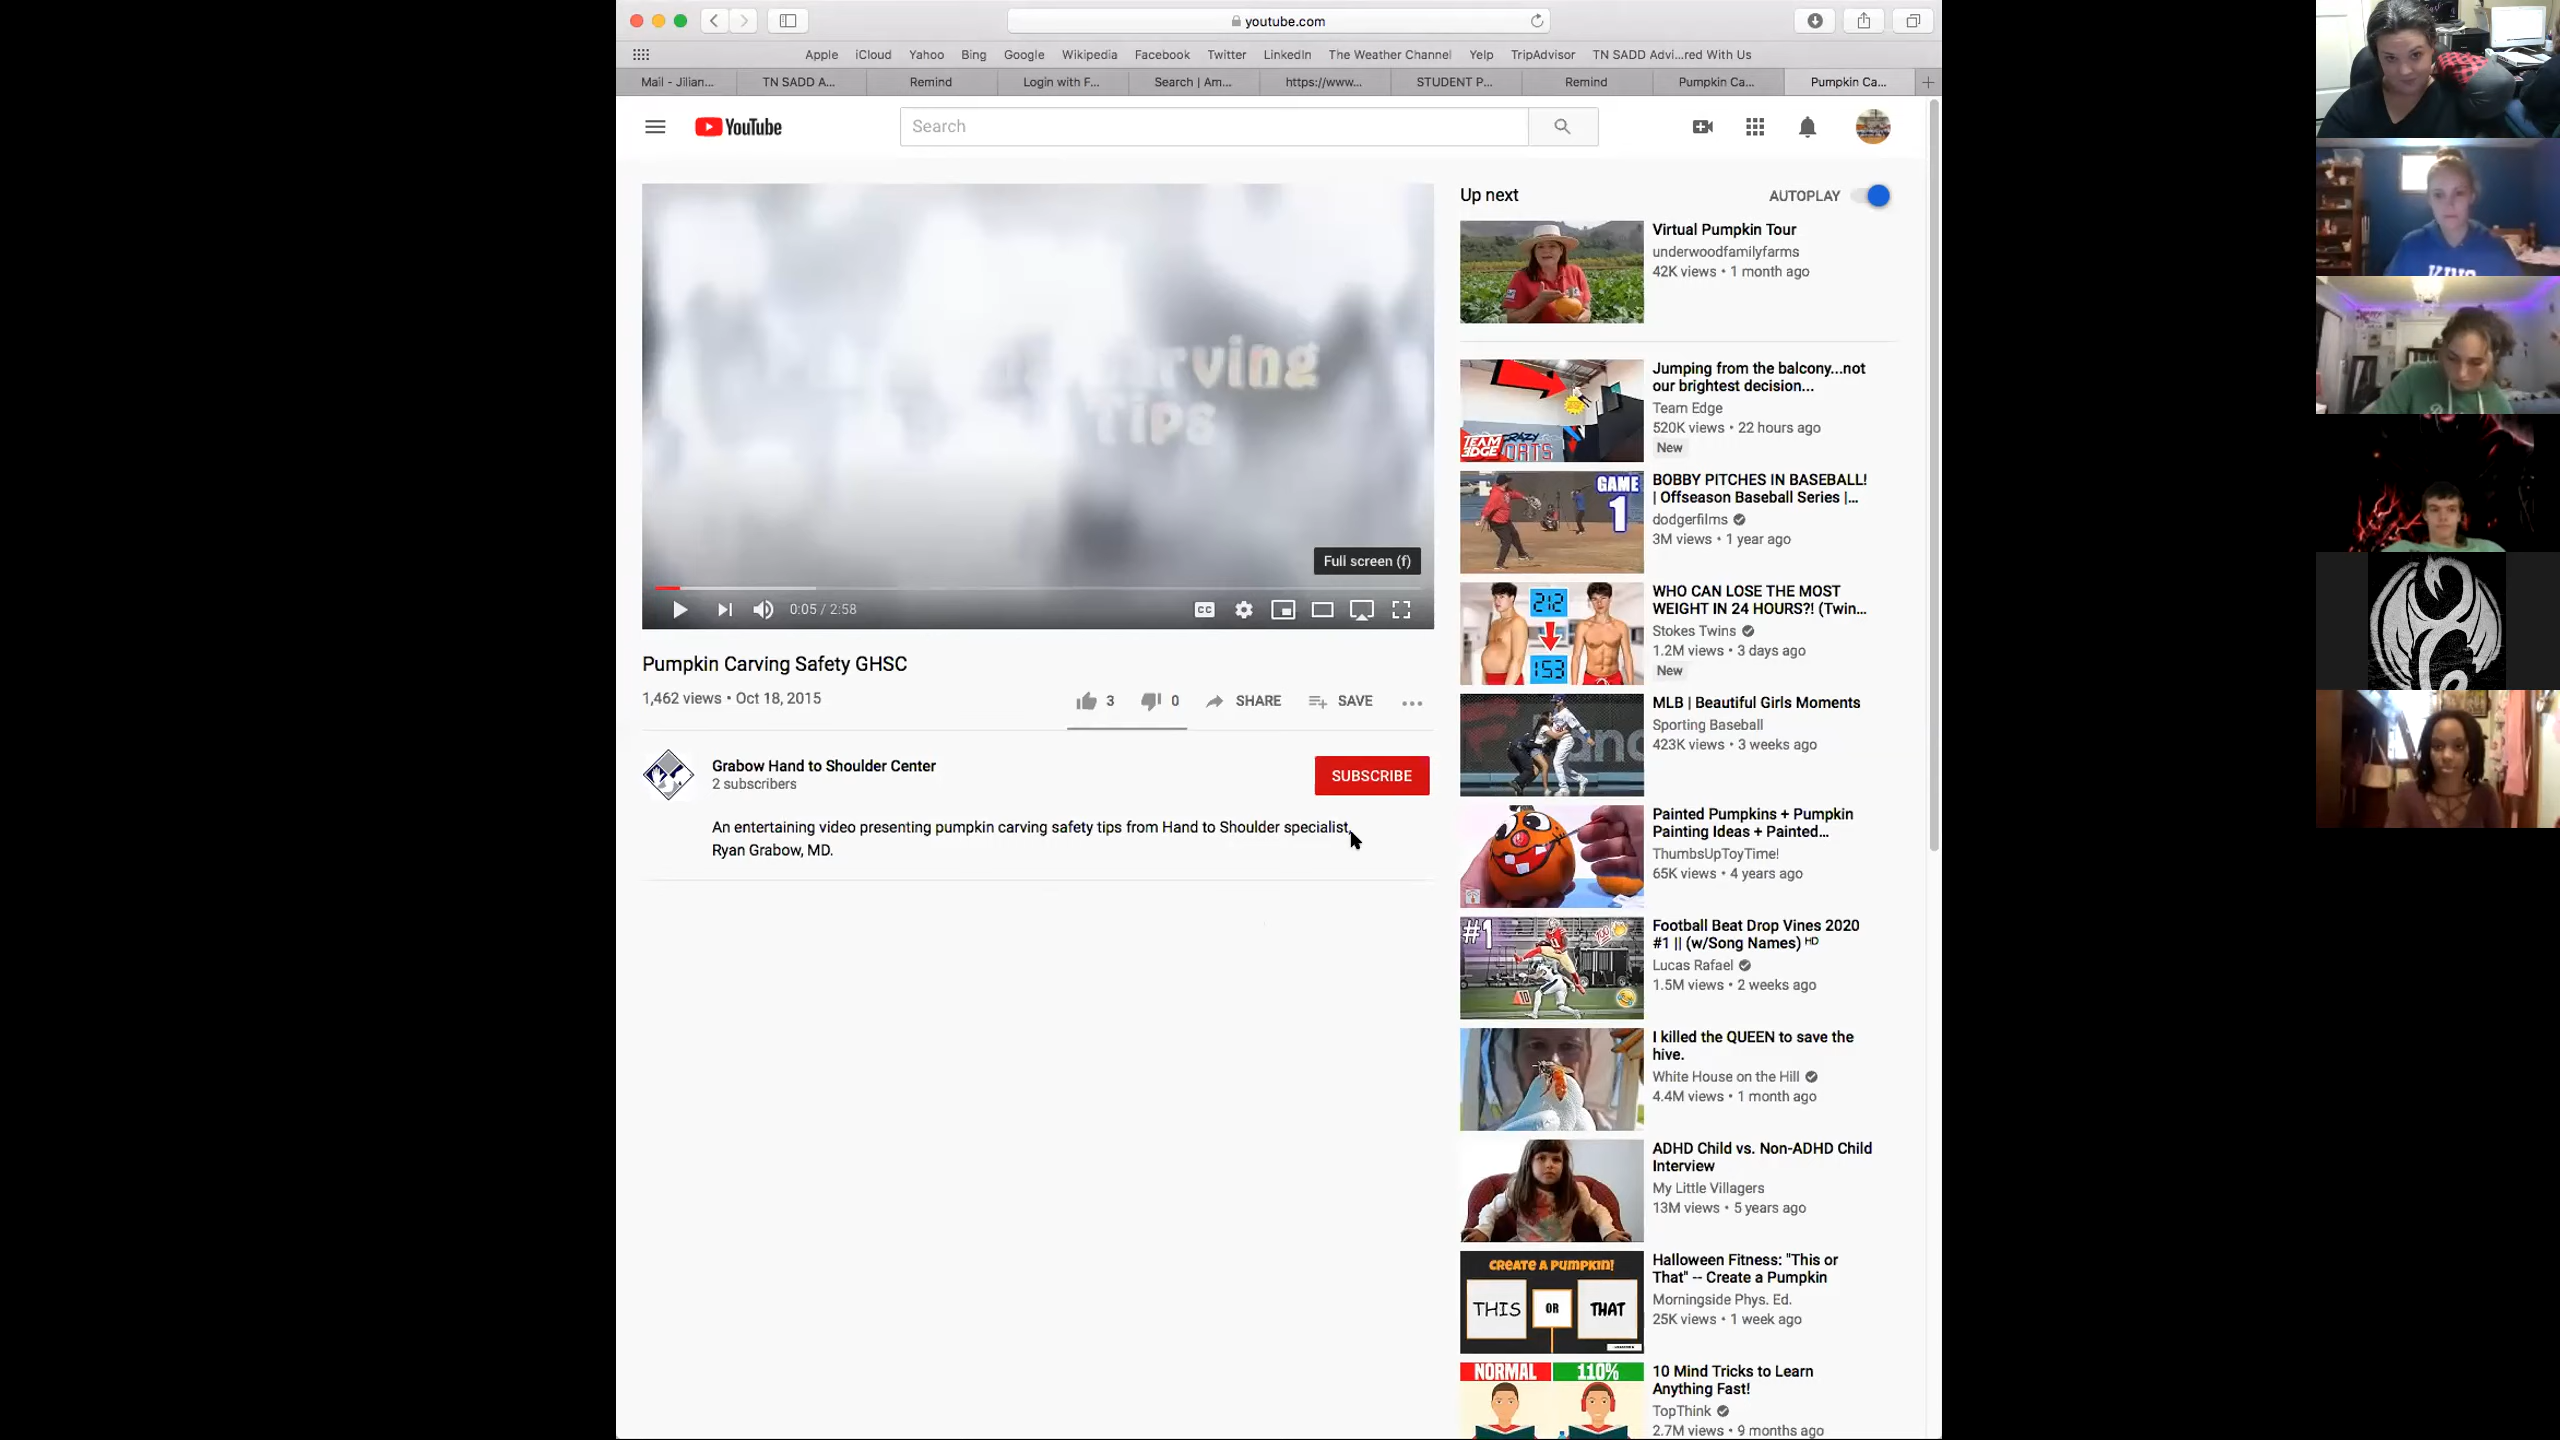 youtube.com
Apple iCloud Yahoo Bing Google Wikipedia Facebook Twitter LinkedIn The Weather Channel Yelp TripAdvisor TN SADD Advi...red With Us
Mail - Jilian... TN SADD A... Remind Login with F... Search | Am... https://www... STUDENT P... Remind Pumpkin Ca... Pumpkin Ca...
YouTube
Search
rving
Tips
Full screen (f)
0:05 / 2:58
CC
Pumpkin Carving Safety GHSC
1,462 views • Oct 18, 2015
3 0 SHARE SAVE
Grabow Hand to Shoulder Center
2 subscribers
SUBSCRIBE
An entertaining video presenting pumpkin carving safety tips from Hand to Shoulder specialist,
Ryan Grabow, MD.
Up next
AUTOPLAY
Virtual Pumpkin Tour
underwoodfamilyfarms
42K views • 1 month ago
TEAM
EDGE
CRAZY
Jumping from the balcony...not
our brightest decision...
Team Edge
520K views • 22 hours ago
New
GAME
1
BOBBY PITCHES IN BASEBALL!
| Offseason Baseball Series |...
dodgerfilms
3M views • 1 year ago
212
153
WHO CAN LOSE THE MOST
WEIGHT IN 24 HOURS?! (Twin...
Stokes Twins
1.2M views • 3 days ago
New
MLB | Beautiful Girls Moments
Sporting Baseball
423K views • 3 weeks ago
Painted Pumpkins + Pumpkin
Painting Ideas + Painted...
ThumbsUpToyTime!
65K views • 4 years ago
#1
100
Football Beat Drop Vines 2020
#1 || (w/Song Names) HD
Lucas Rafael
1.5M views • 2 weeks ago
I killed the QUEEN to save the
hive.
White House on the Hill
4.4M views • 1 month ago
ADHD Child vs. Non-ADHD Child
Interview
My Little Villagers
13M views • 5 years ago
CREATE A PUMPKIN!
THIS OR THAT
Halloween Fitness: "This or
That" -- Create a Pumpkin
Morningside Phys. Ed.
25K views • 1 week ago
NORMAL 110%
10 Mind Tricks to Learn
Anything Fast!
TopThink
2.7M views • 9 months ago